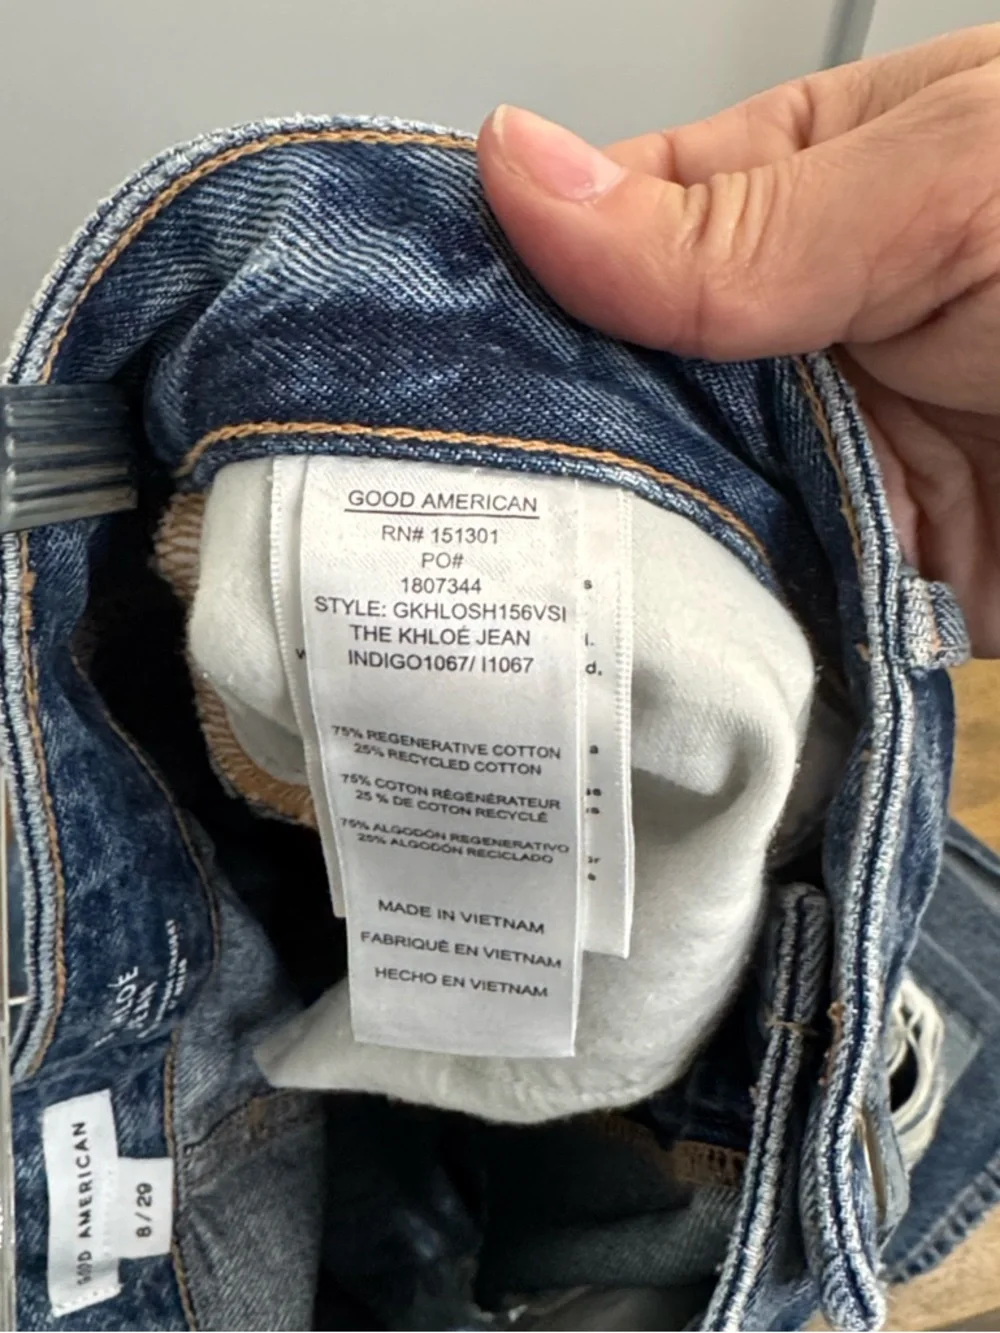 GOOD AMERICAN
RN# 151301
PO#
1807344
STYLE: GKHLOSH156VSI
THE KHLOÉ JEAN
INDIGO1067/ I1067
75% REGENERATIVE COTTON
25% RECYCLED COTTON
75% COTON RÉGÉNÉRATEUR
25 % DE COTON RECYCLÉ
75% ALGODÓN REGENERATIVO
25% ALGODÓN RECICLADO
MADE IN VIETNAM
FABRIQUÉ EN VIETNAM
HECHO EN VIETNAM
s
l.
d.
a
JEAN
GOOD AMERICAN
8 / 29